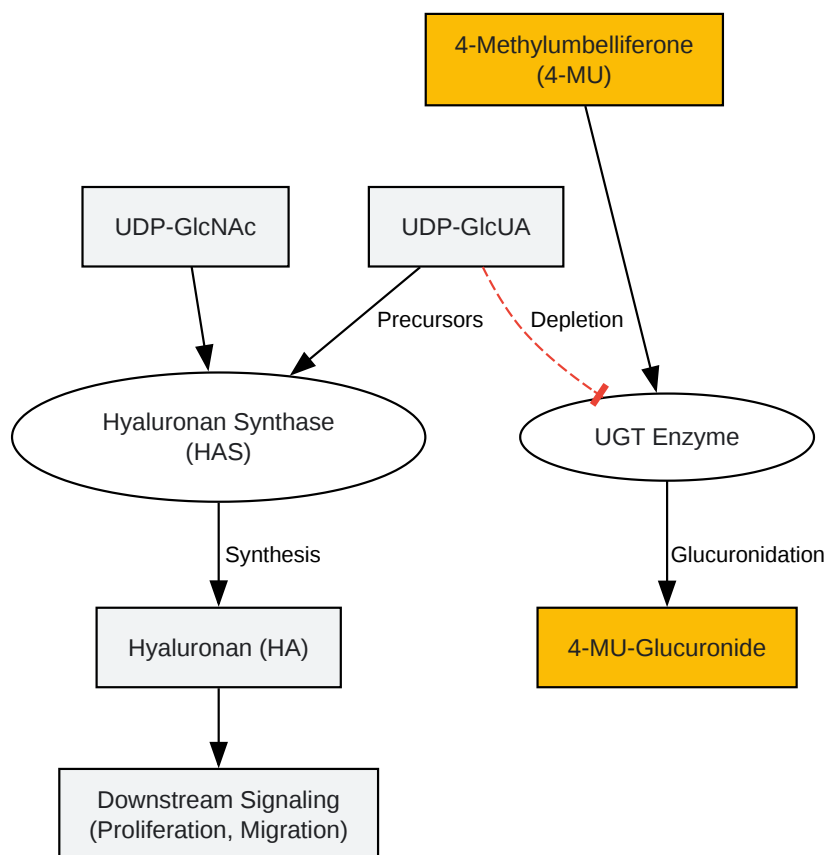 4-Methylumbelliferone
(4-MU)
UDP-GlcNAc
UDP-GlcUA
Precursors
Depletion
Hyaluronan Synthase
(HAS)
UGT Enzyme
Synthesis
Glucuronidation
Hyaluronan (HA)
4-MU-Glucuronide
Downstream Signaling
(Proliferation, Migration)